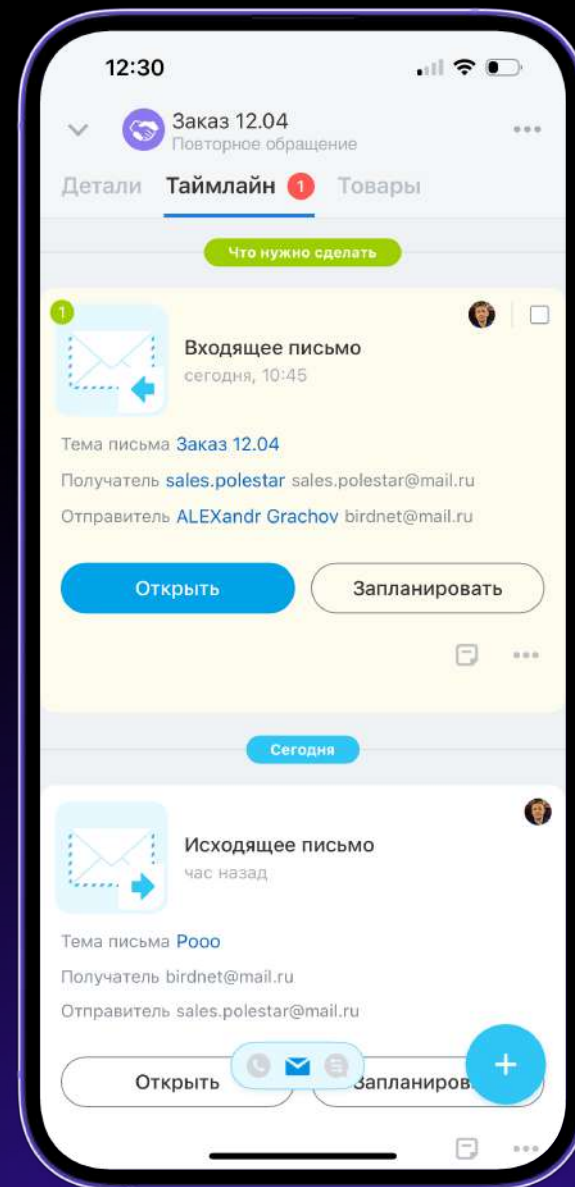 12:30
Заказ 12.04
Повторное обращение
Детали Таймлайн 1 Товары
Что нужно сделать
1
Входящее письмо
сегодня, 10:45
Тема письма Заказ 12.04
Получатель sales.polestar sales.polestar@mail.ru
Отправитель ALEXandr Grachov birdnet@mail.ru
Открыть Запланировать
Сегодня
Исходящее письмо
час назад
Тема письма Pooo
Получатель birdnet@mail.ru
Отправитель sales.polestar@mail.ru
Открыть